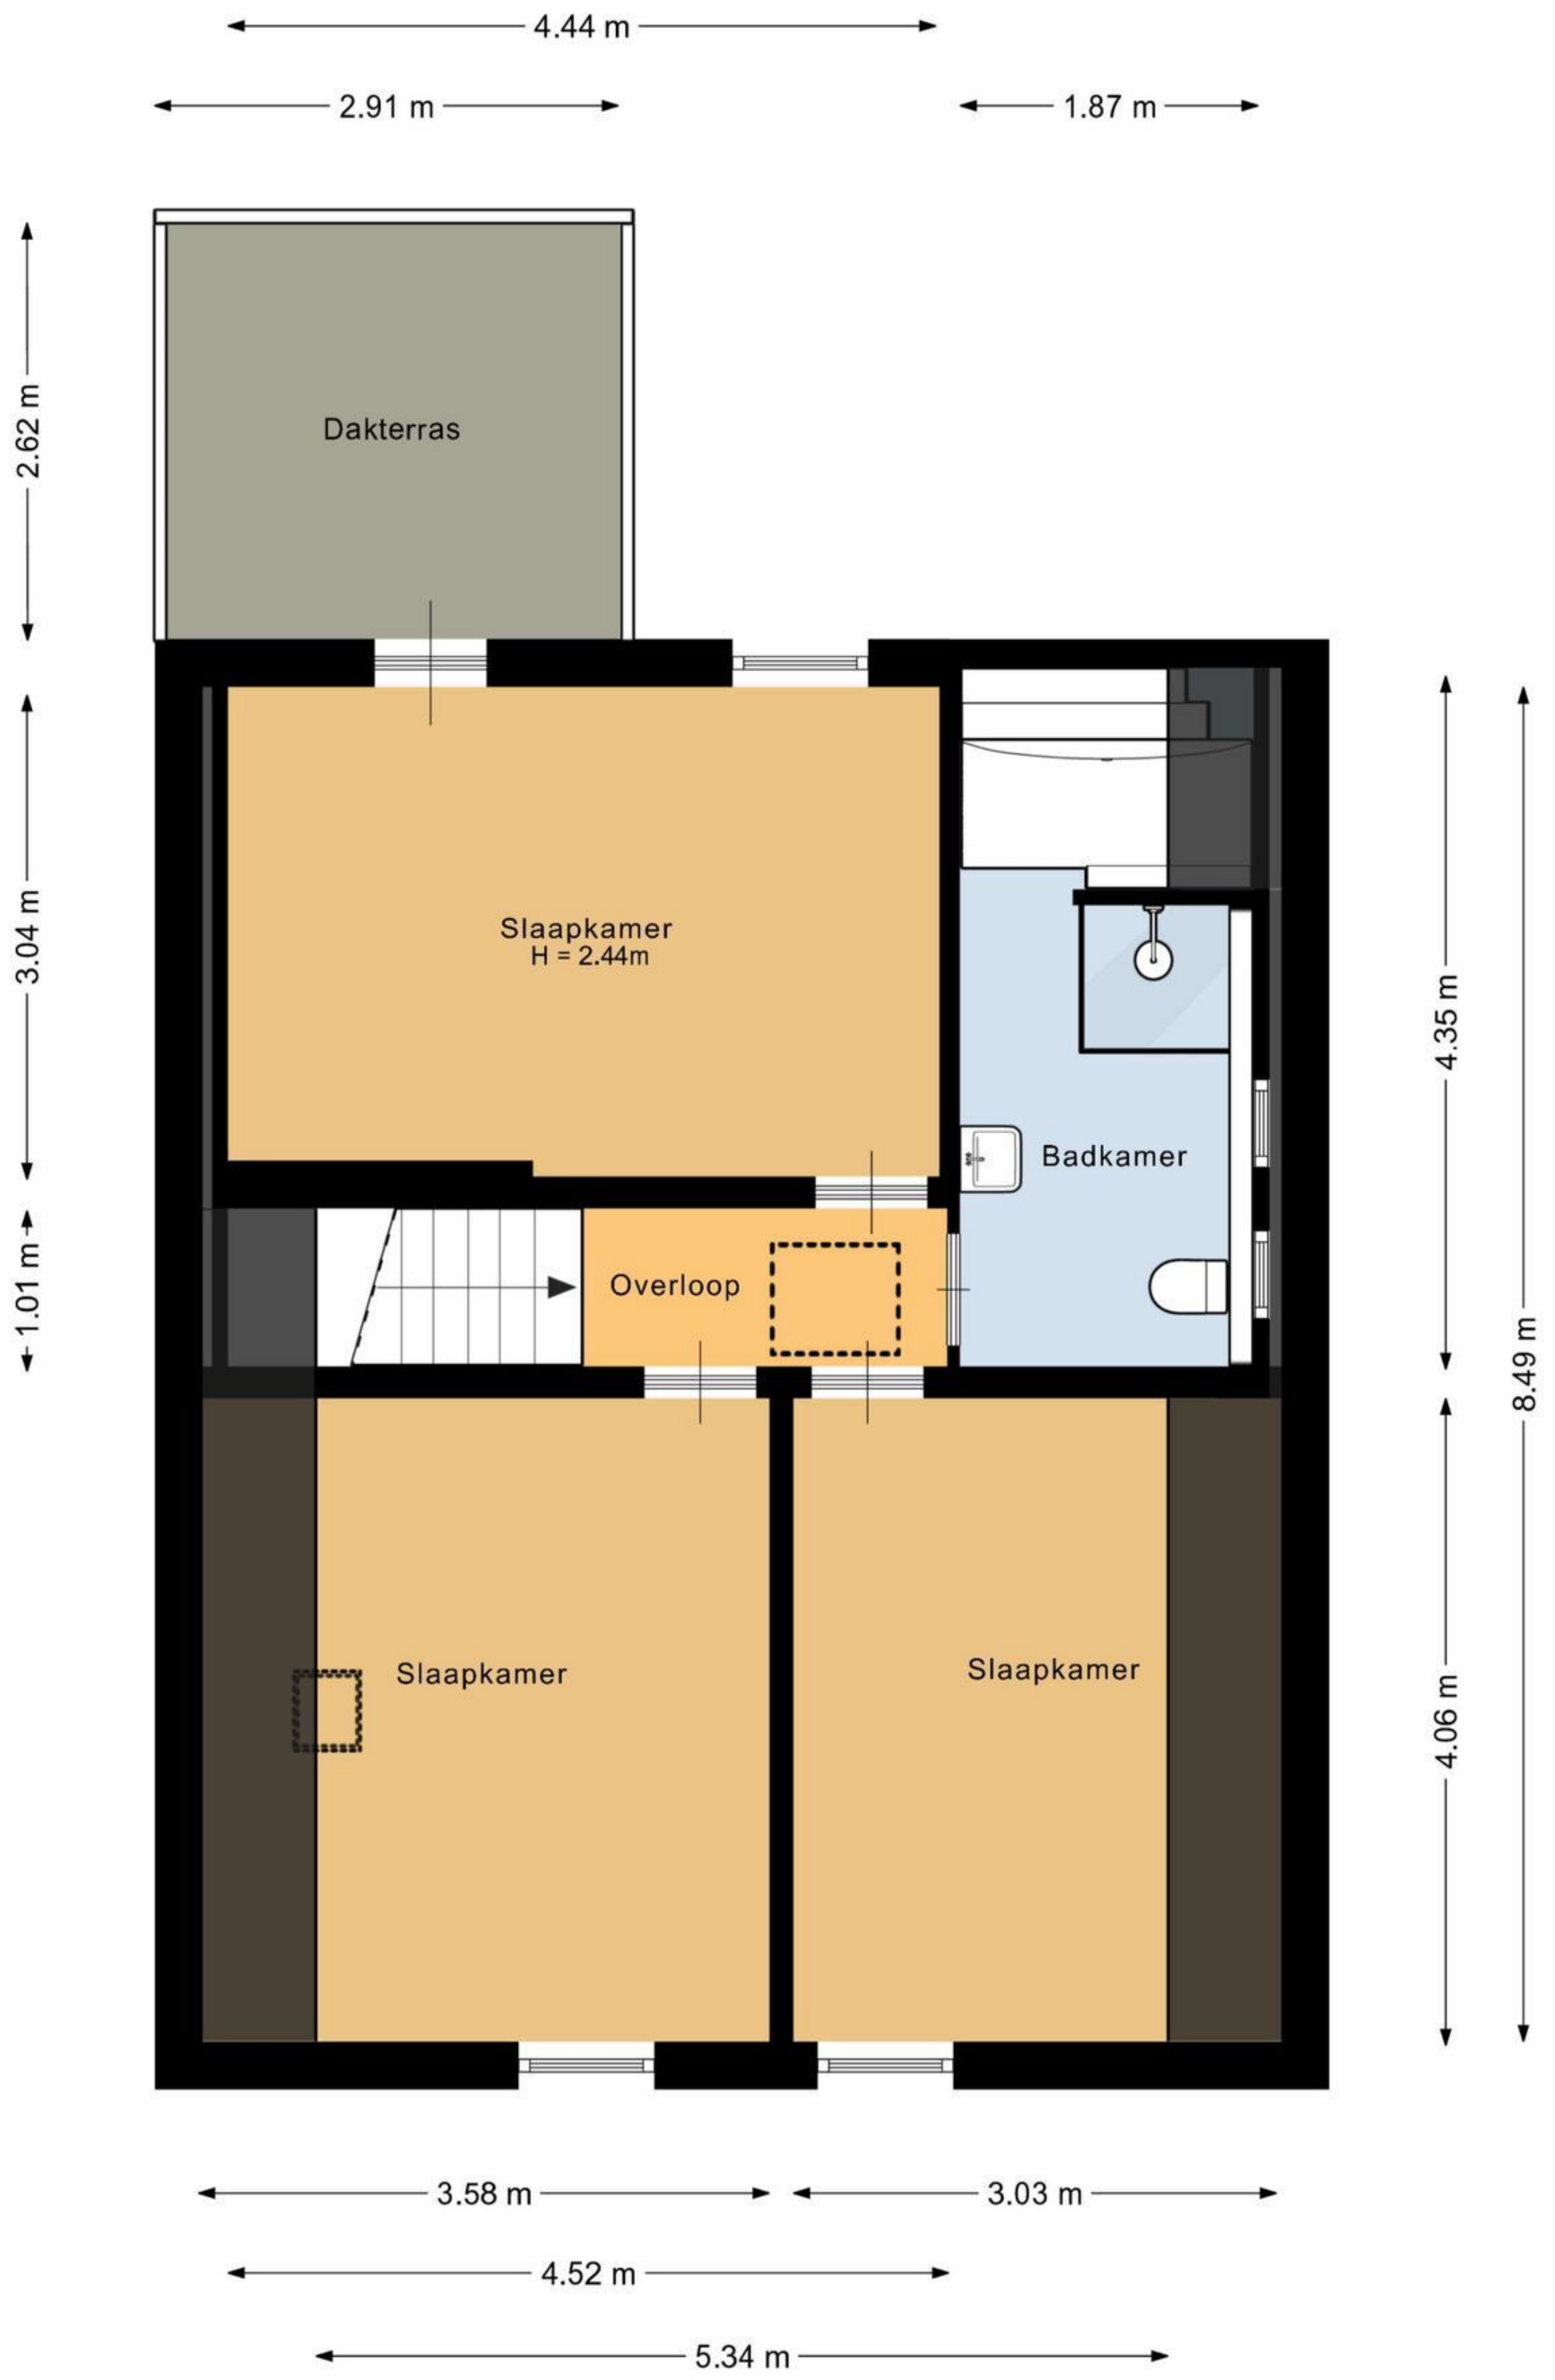 4.44 m
2.91 m
1.87 m
2.62 m
Dakterras
3.04 m
Slaapkamer
H = 2.44m
4.35 m
Badkamer
1.01 m
Overloop
8.49 m
Slaapkamer
Slaapkamer
4.06 m
3.58 m
3.03 m
4.52 m
5.34 m